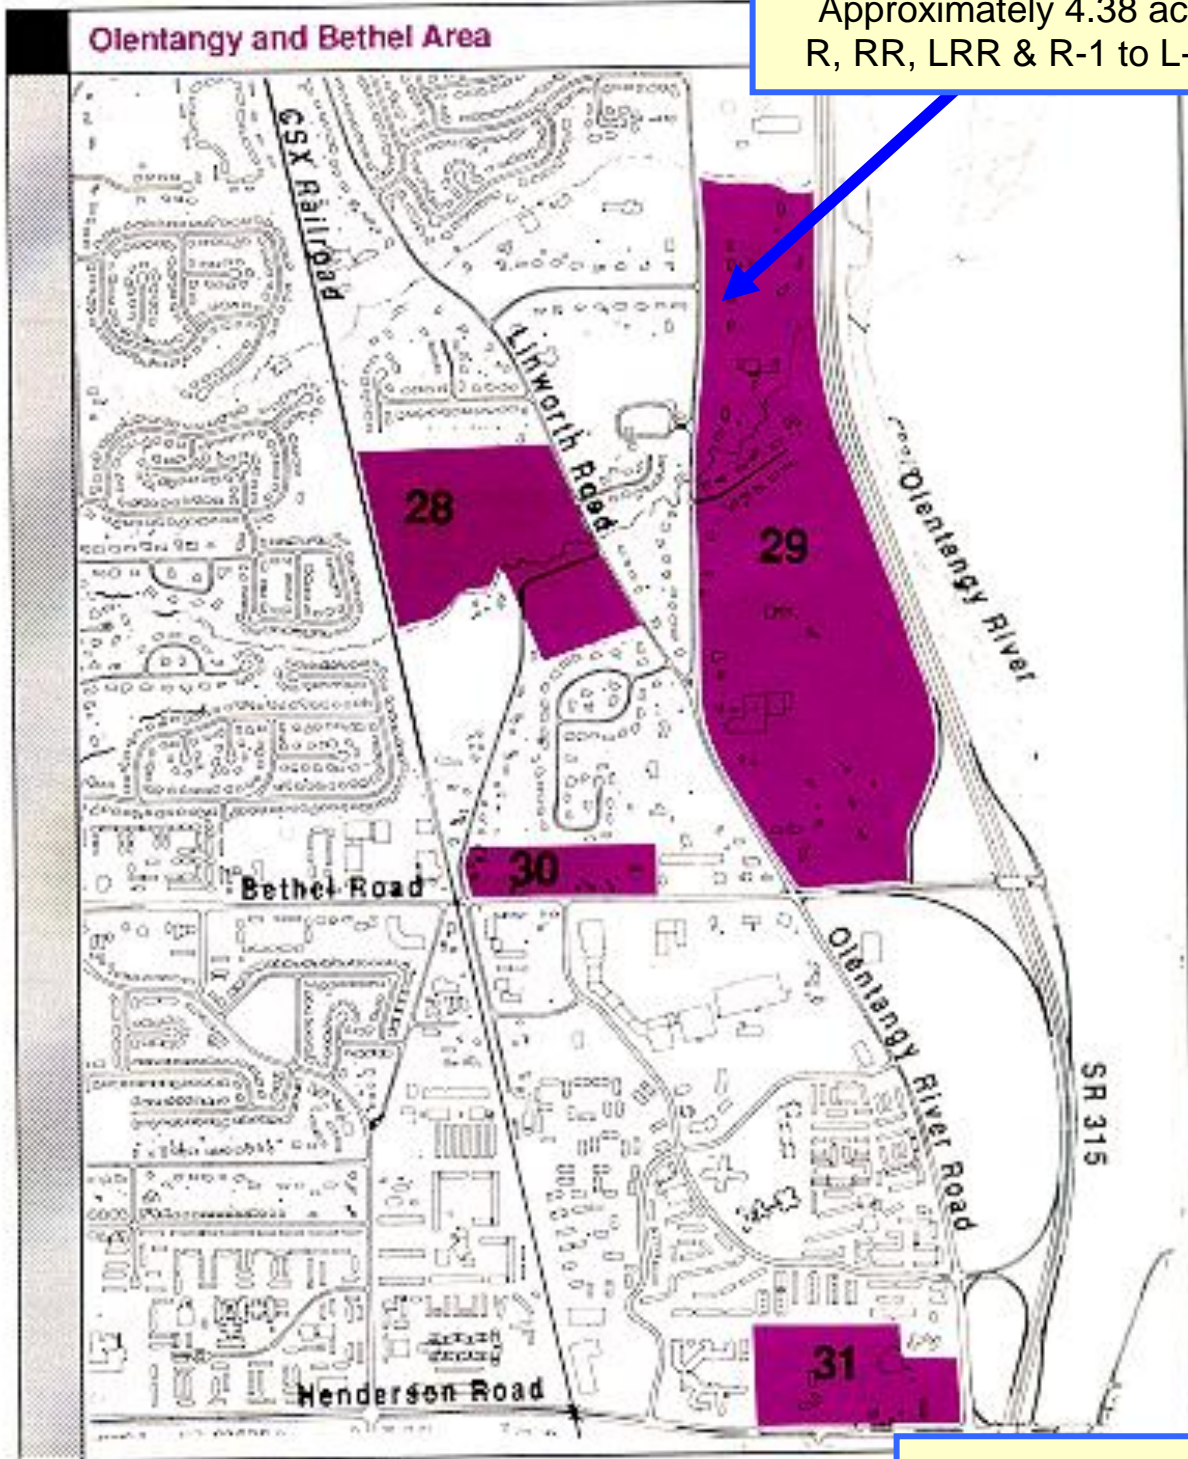 Approximately 4.38 ac
R, RR, LRR & R-1 to L-
Olentangy and Bethel Area
CSX Railroad
Linworth Road
28
29
Olentangy River
30
Bethel Road
Olentangy River Road
SR 315
31
Henderson Road